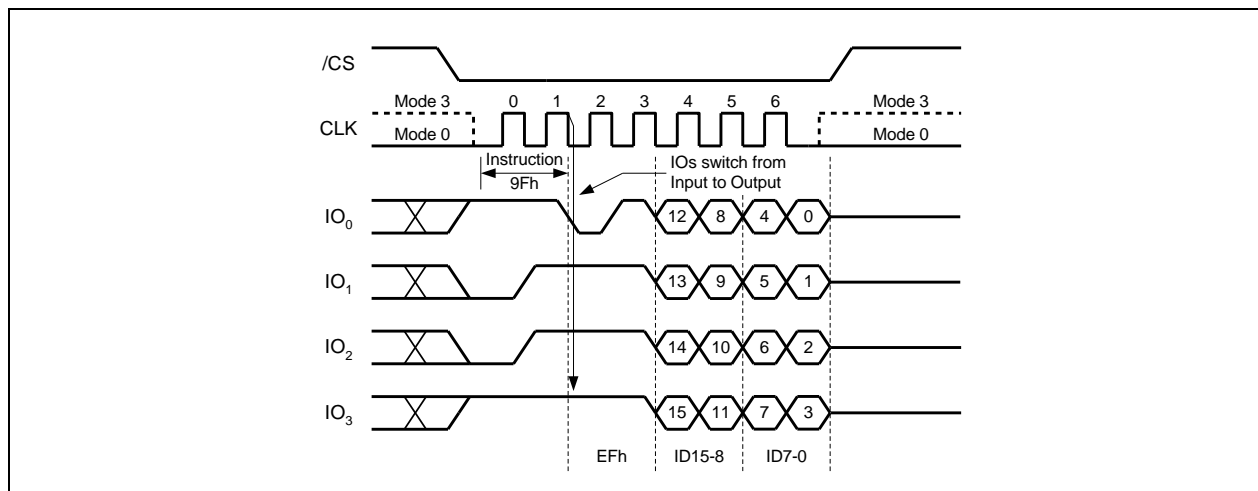 /CS
0 1 2 3 4 5 6
Mode 3 Mode 3
CLK
Mode 0 Mode 0
Instruction
9Fh
IOs switch from
Input to Output
IO0 12 8 4 0
IO1 13 9 5 1
IO2 14 10 6 2
IO3 15 11 7 3
EFh ID15-8 ID7-0